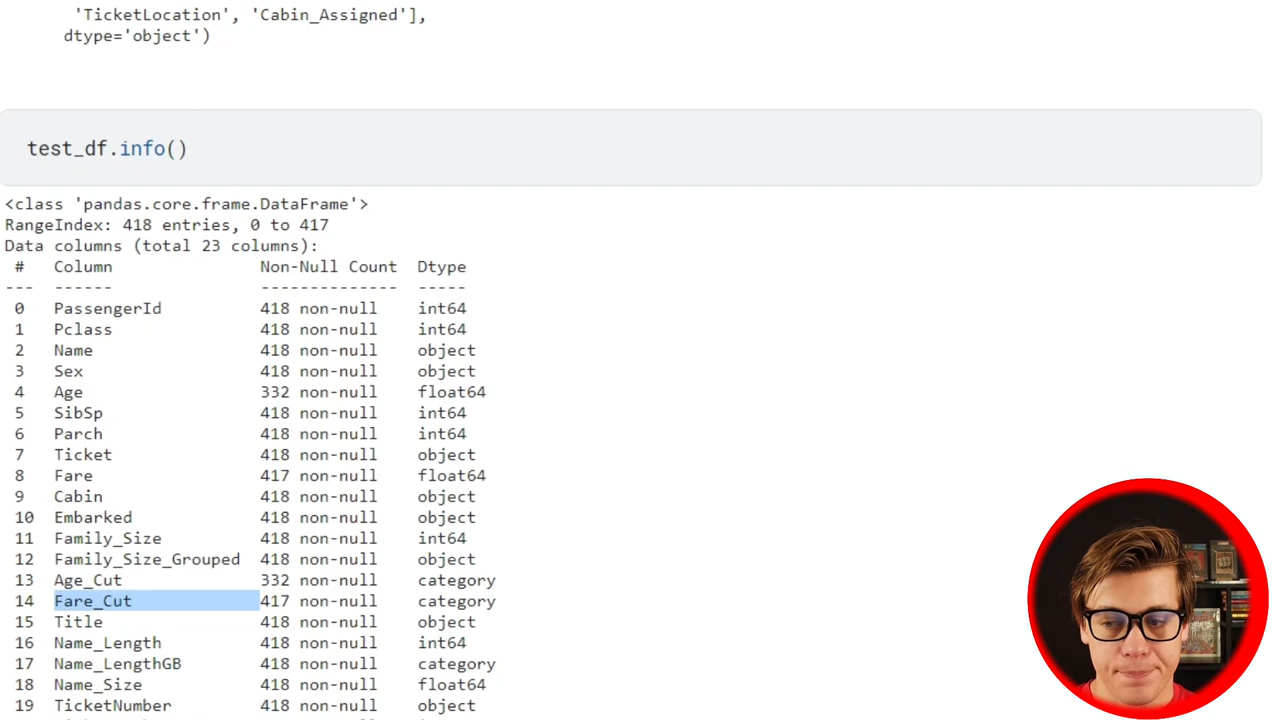 'TicketLocation', 'Cabin_Assigned'],
dtype='object')
test_df.info()
<class 'pandas.core.frame.DataFrame'>
RangeIndex: 418 entries, 0 to 417
Data columns (total 23 columns):
# Column Non-Null Count Dtype
--- ------ -------------- -----
0 PassengerId 418 non-null int64
1 Pclass 418 non-null int64
2 Name 418 non-null object
3 Sex 418 non-null object
4 Age 332 non-null float64
5 SibSp 418 non-null int64
6 Parch 418 non-null int64
7 Ticket 418 non-null object
8 Fare 417 non-null float64
9 Cabin 418 non-null object
10 Embarked 418 non-null object
11 Family_Size 418 non-null int64
12 Family_Size_Grouped 418 non-null object
13 Age_Cut 332 non-null category
14 Fare_Cut 417 non-null category
15 Title 418 non-null object
16 Name_Length 418 non-null int64
17 Name_LengthGB 418 non-null category
18 Name_Size 418 non-null float64
19 TicketNumber 418 non-null object